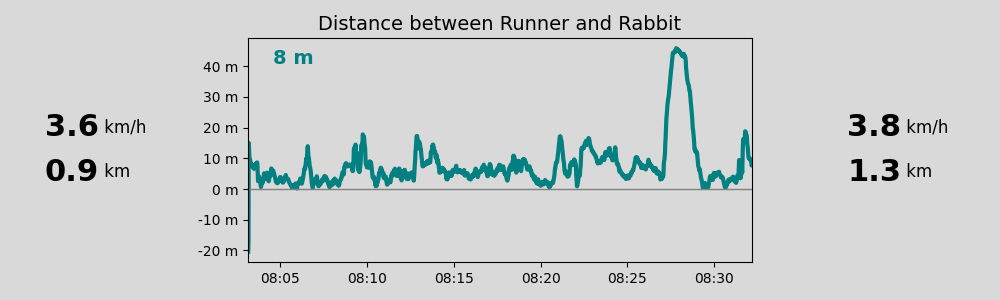 Distance between Runner and Rabbit
8 m
3.6 km/h
0.9 km
40 m
30 m
20 m
10 m
0 m
-10 m
-20 m
08:05 08:10 08:15 08:20 08:25 08:30
3.8 km/h
1.3 km